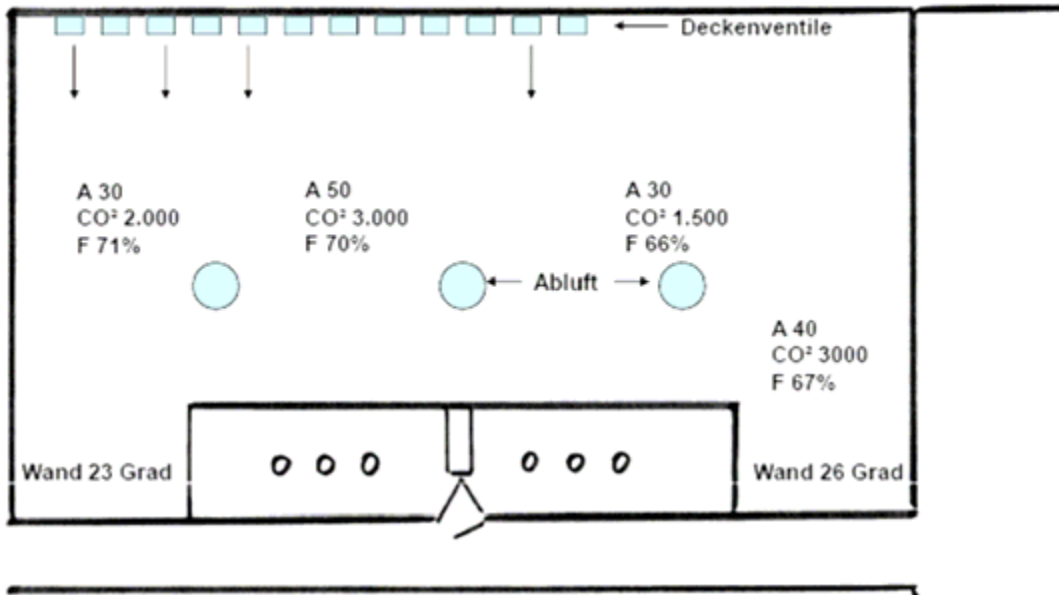 Deckenventile
A 30
CO² 2.000
F 71%
A 50
CO² 3.000
F 70%
A 30
CO² 1.500
F 66%
Abluft
A 40
CO² 3000
F 67%
Wand 23 Grad
Wand 26 Grad